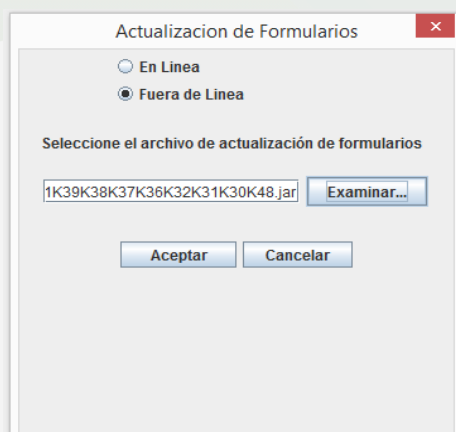 Actualizacion de Formularios
En Linea
Fuera de Linea
Seleccione el archivo de actualización de formularios
1K39K38K37K36K32K31K30K48.jar Examinar...
Aceptar Cancelar